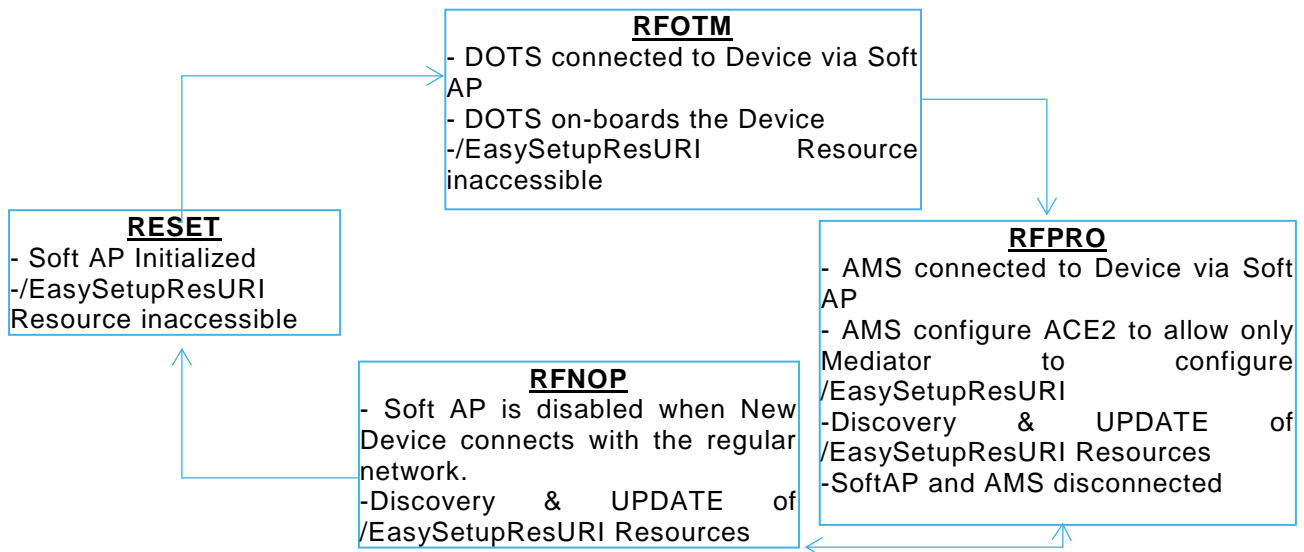 RFOTM
- DOTS connected to Device via Soft
AP
- DOTS on-boards the Device
-/EasySetupResURI Resource
inaccessible
RESET
- Soft AP Initialized
-/EasySetupResURI
Resource inaccessible
RFPRO
- AMS connected to Device via Soft
AP
- AMS configure ACE2 to allow only
Mediator to configure
/EasySetupResURI
-Discovery & UPDATE of
/EasySetupResURI Resources
-SoftAP and AMS disconnected
RFNOP
- Soft AP is disabled when New
Device connects with the regular
network.
-Discovery & UPDATE of
/EasySetupResURI Resources